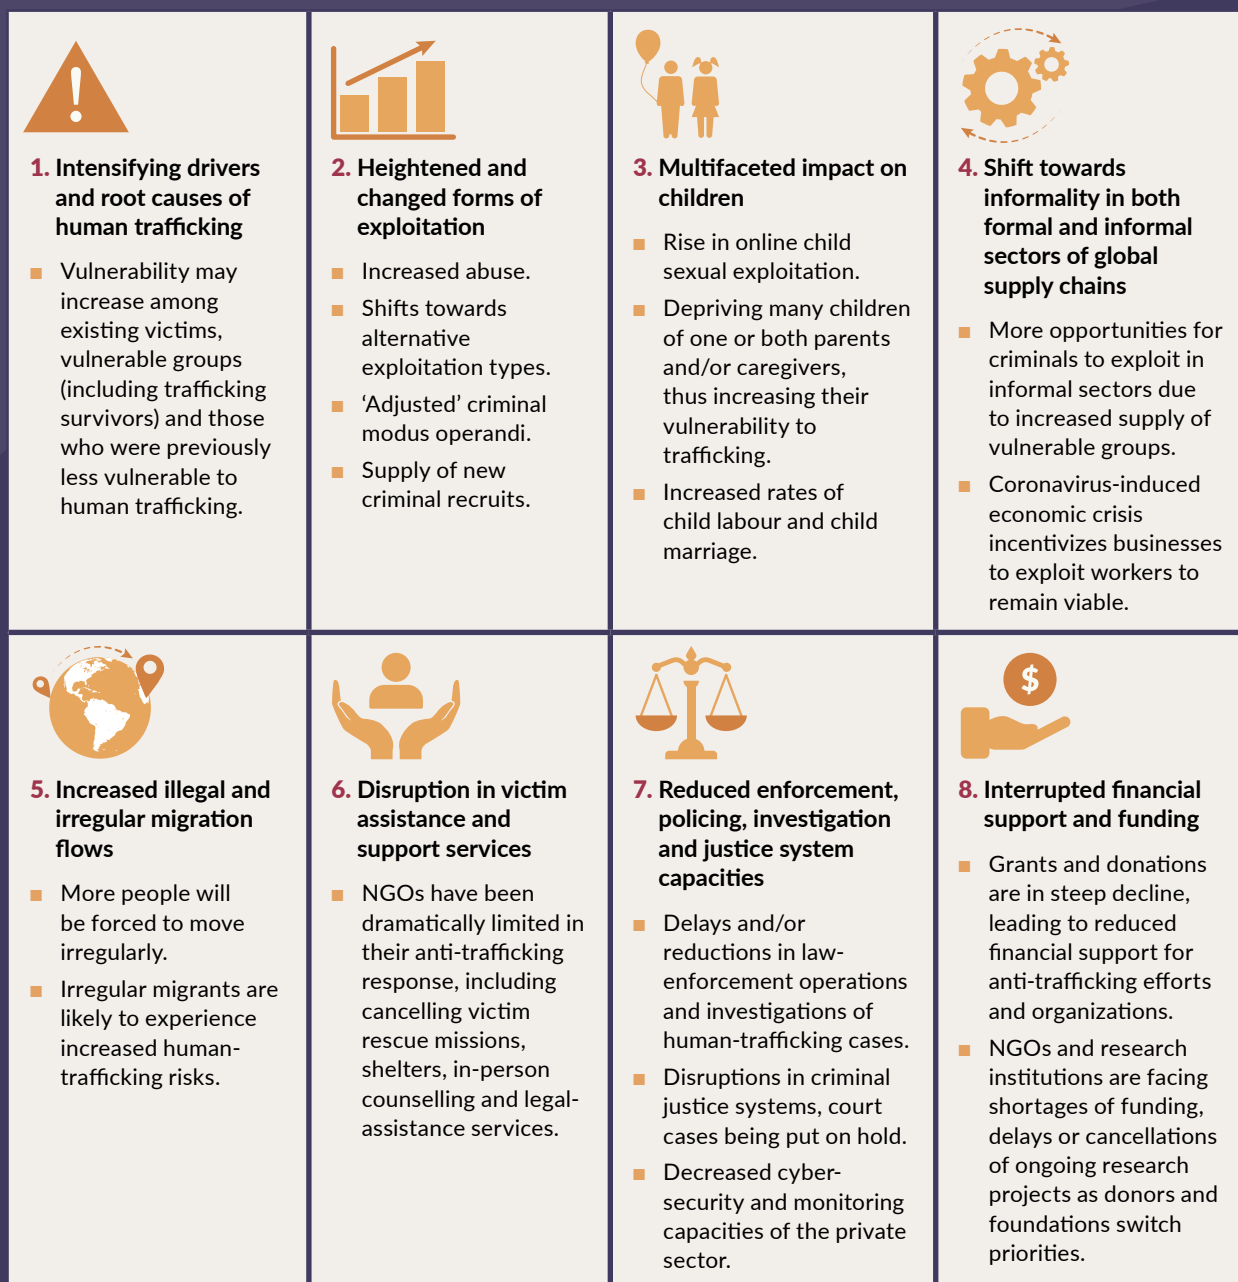 1. Intensifying drivers
and root causes of
human trafficking
■ Vulnerability may
increase among
existing victims,
vulnerable groups
(including trafficking
survivors) and those
who were previously
less vulnerable to
human trafficking.
2. Heightened and
changed forms of
exploitation
■ Increased abuse.
■ Shifts towards
alternative
exploitation types.
■ ‘Adjusted’ criminal
modus operandi.
■ Supply of new
criminal recruits.
3. Multifaceted impact on
children
■ Rise in online child
sexual exploitation.
■ Depriving many children
of one or both parents
and/or caregivers,
thus increasing their
vulnerability to
trafficking.
■ Increased rates of
child labour and child
marriage.
4. Shift towards
informality in both
formal and informal
sectors of global
supply chains
■ More opportunities for
criminals to exploit in
informal sectors due
to increased supply of
vulnerable groups.
■ Coronavirus-induced
economic crisis
incentivizes businesses
to exploit workers to
remain viable.
5. Increased illegal and
irregular migration
flows
■ More people will
be forced to move
irregularly.
■ Irregular migrants are
likely to experience
increased human-
trafficking risks.
6. Disruption in victim
assistance and
support services
■ NGOs have been
dramatically limited in
their anti-trafficking
response, including
cancelling victim
rescue missions,
shelters, in-person
counselling and legal-
assistance services.
7. Reduced enforcement,
policing, investigation
and justice system
capacities
■ Delays and/or
reductions in law-
enforcement operations
and investigations of
human-trafficking cases.
■ Disruptions in criminal
justice systems, court
cases being put on hold.
■ Decreased cyber-
security and monitoring
capacities of the private
sector.
$
8. Interrupted financial
support and funding
■ Grants and donations
are in steep decline,
leading to reduced
financial support for
anti-trafficking efforts
and organizations.
■ NGOs and research
institutions are facing
shortages of funding,
delays or cancellations
of ongoing research
projects as donors and
foundations switch
priorities.